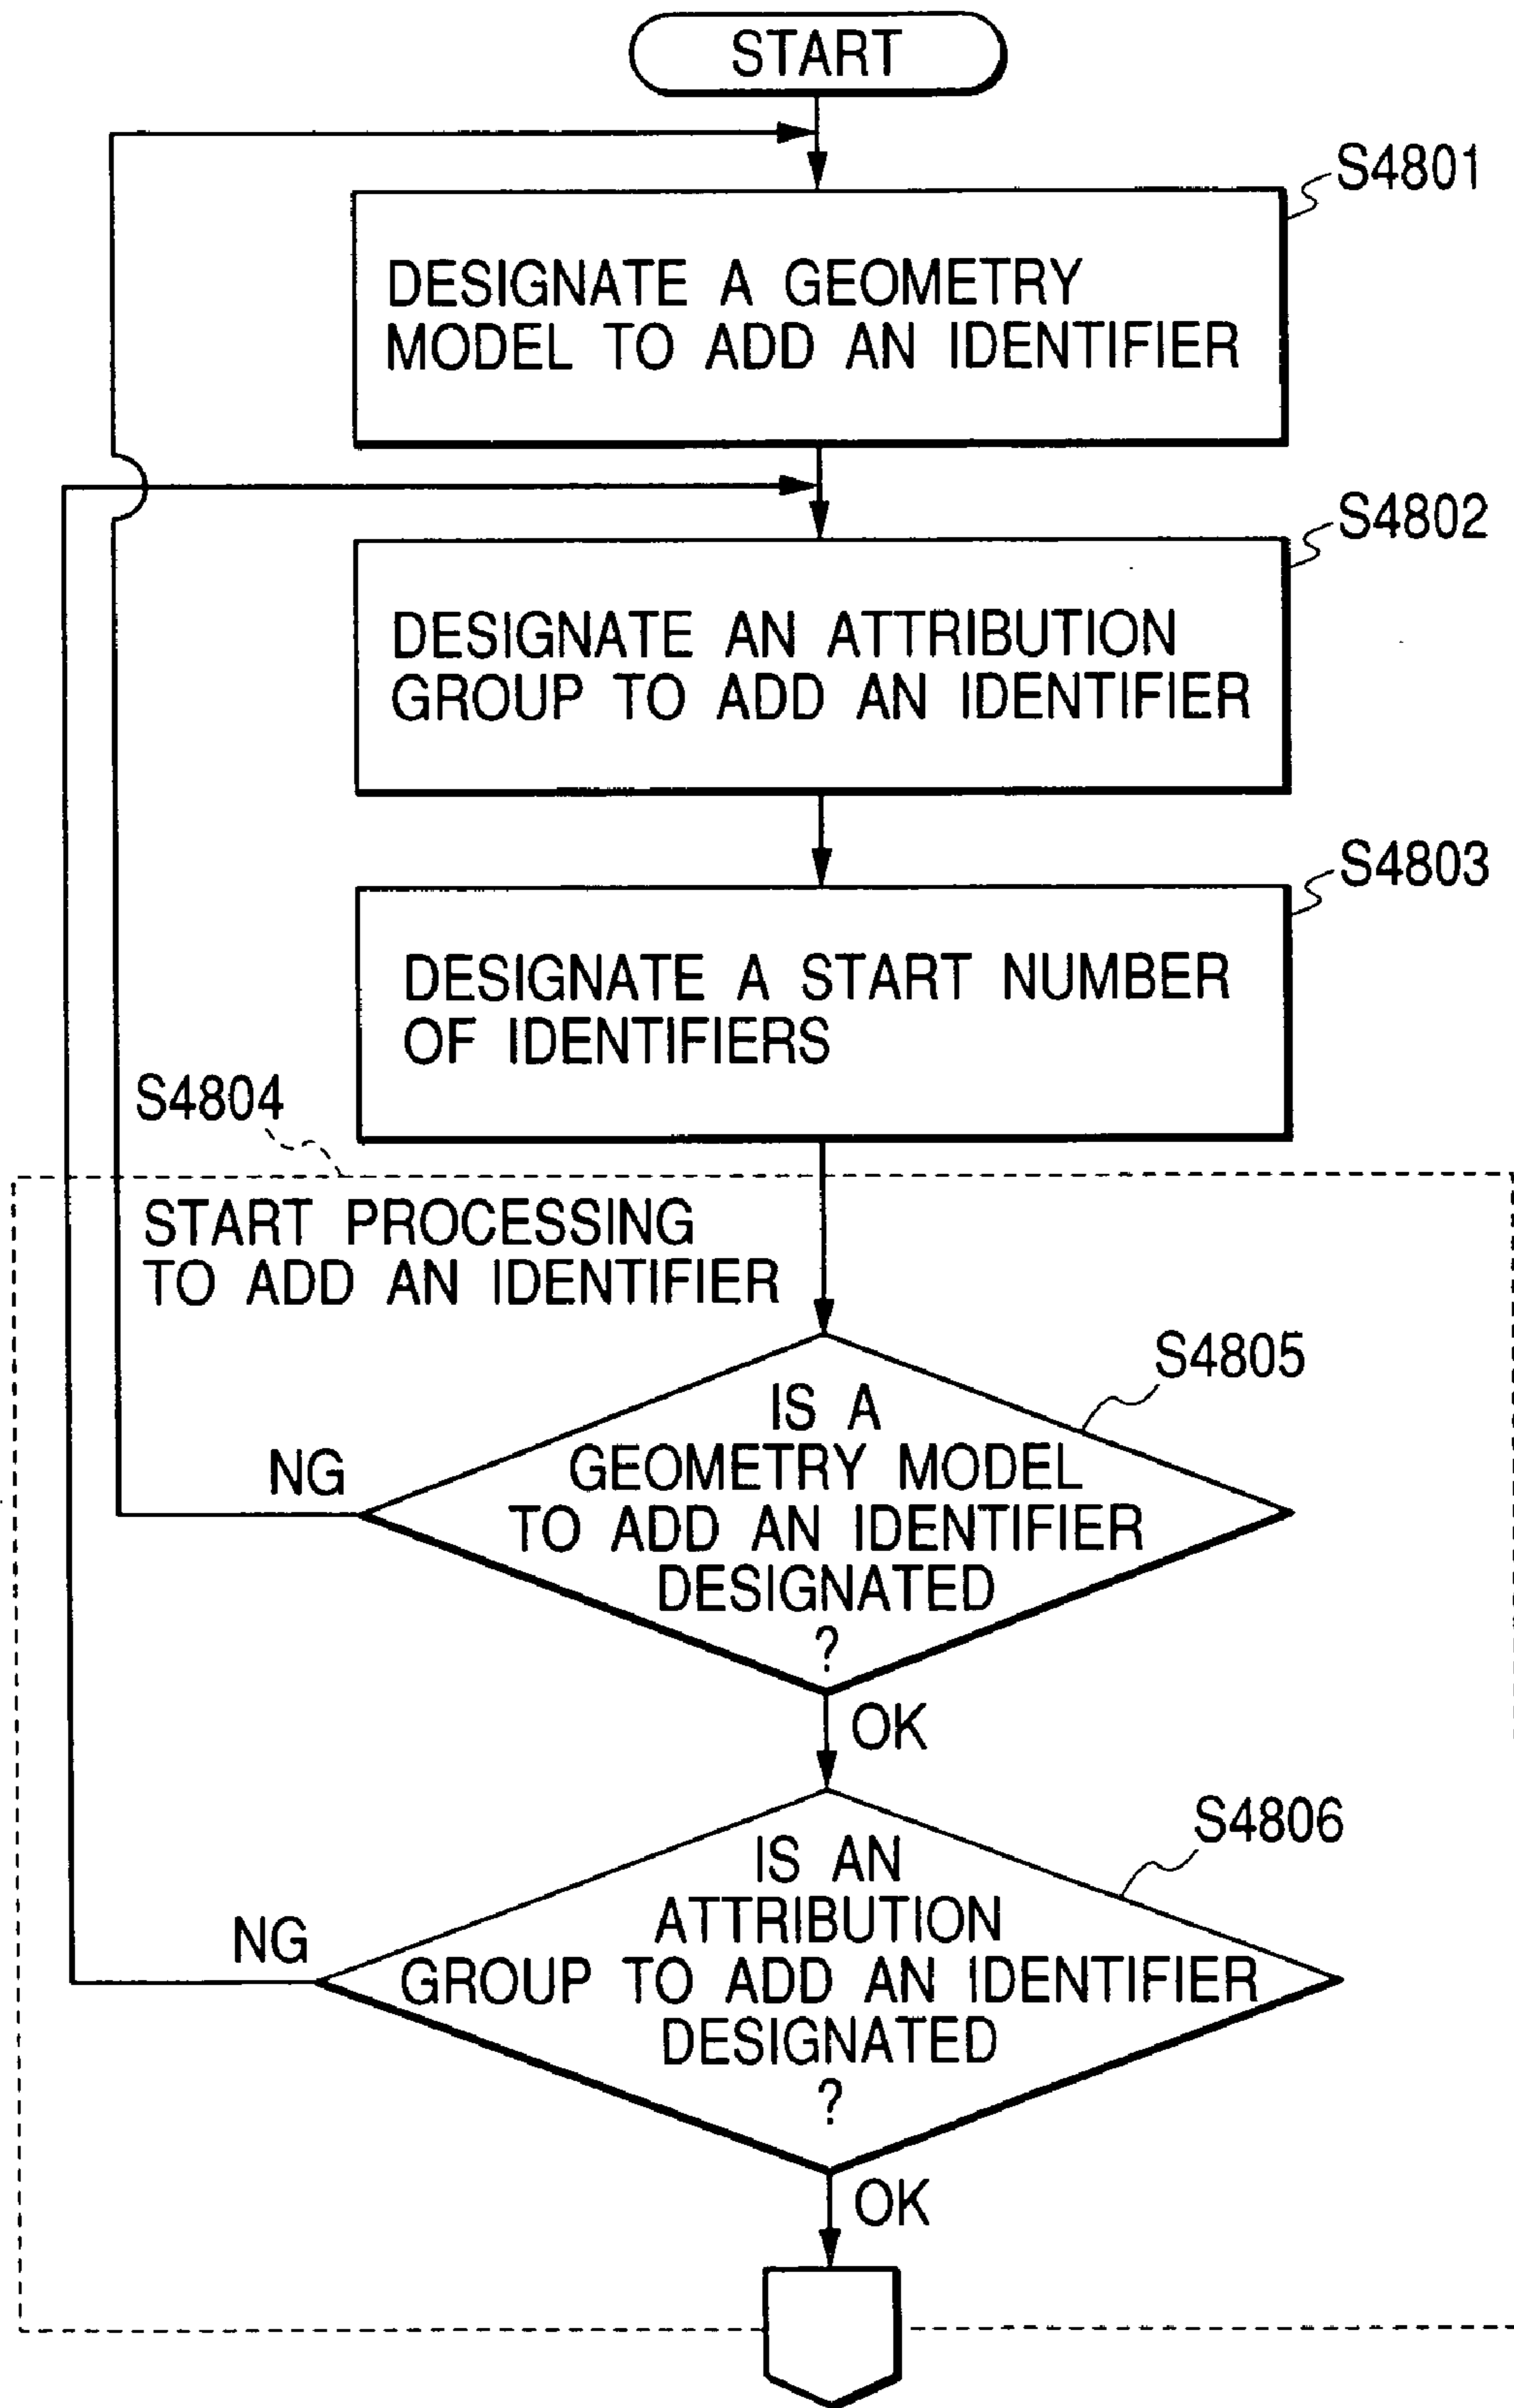 START
S4801
DESIGNATE A GEOMETRY
MODEL TO ADD AN IDENTIFIER
S4802
DESIGNATE AN ATTRIBUTION
GROUP TO ADD AN IDENTIFIER
S4803
DESIGNATE A START NUMBER
OF IDENTIFIERS
S4804
START PROCESSING
TO ADD AN IDENTIFIER
S4805
IS A
GEOMETRY MODEL
TO ADD AN IDENTIFIER
DESIGNATED
?
NG
OK
S4806
IS AN
ATTRIBUTION
GROUP TO ADD AN IDENTIFIER
DESIGNATED
?
NG
OK